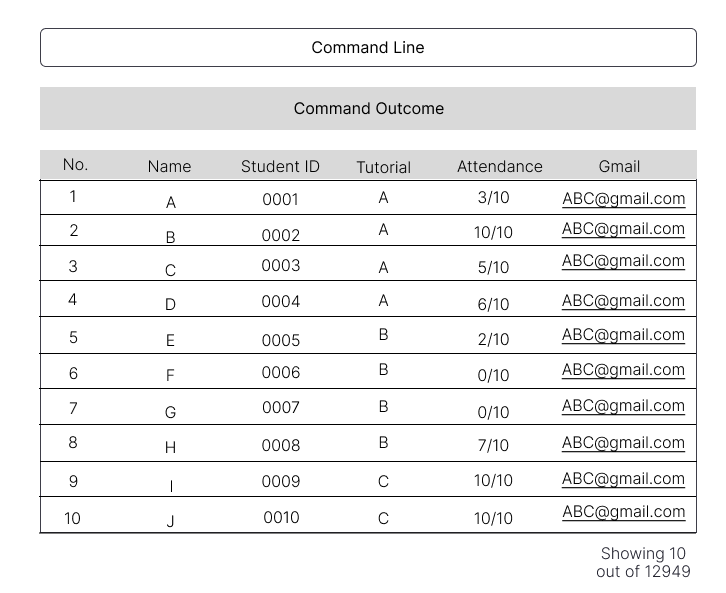 Command Line
Command Outcome
No. Name Student ID Tutorial Attendance Gmail
1 A 0001 A 3/10 ABC@gmail.com
2 B 0002 A 10/10 ABC@gmail.com
3 C 0003 A 5/10 ABC@gmail.com
4 D 0004 A 6/10 ABC@gmail.com
5 E 0005 B 2/10 ABC@gmail.com
6 F 0006 B 0/10 ABC@gmail.com
7 G 0007 B 0/10 ABC@gmail.com
8 H 0008 B 7/10 ABC@gmail.com
9 I 0009 C 10/10 ABC@gmail.com
10 J 0010 C 10/10 ABC@gmail.com
Showing 10
out of 12949